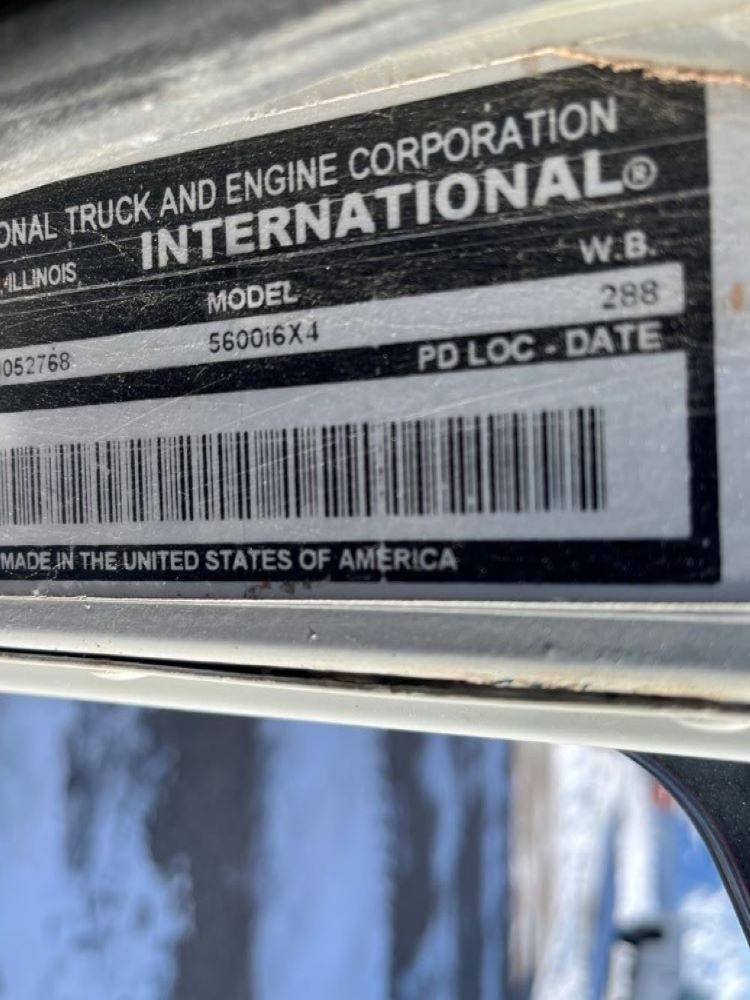 ONAL TRUCK AND ENGINE CORPORATION
INTERNATIONAL®
, ILLINOIS
MODEL W.B.
052768 5600i6X4 288
PD LOC - DATE
MADE IN THE UNITED STATES OF AMERICA